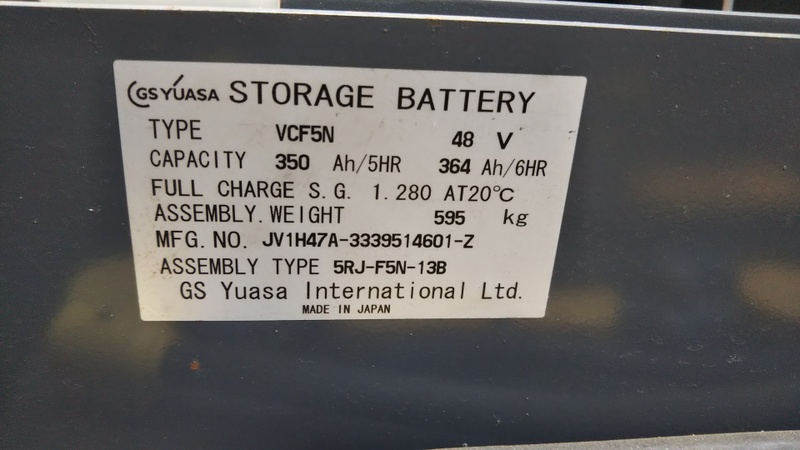 GS YUASA STORAGE BATTERY
TYPE VCF5N 48 V
CAPACITY 350 Ah/5HR 364 Ah/6HR
FULL CHARGE S.G. 1.280 AT20℃
ASSEMBLY.WEIGHT 595 kg
MFG.NO. JV1H47A-3339514601-Z
ASSEMBLY TYPE 5RJ-F5N-13B
GS Yuasa International Ltd.
MADE IN JAPAN